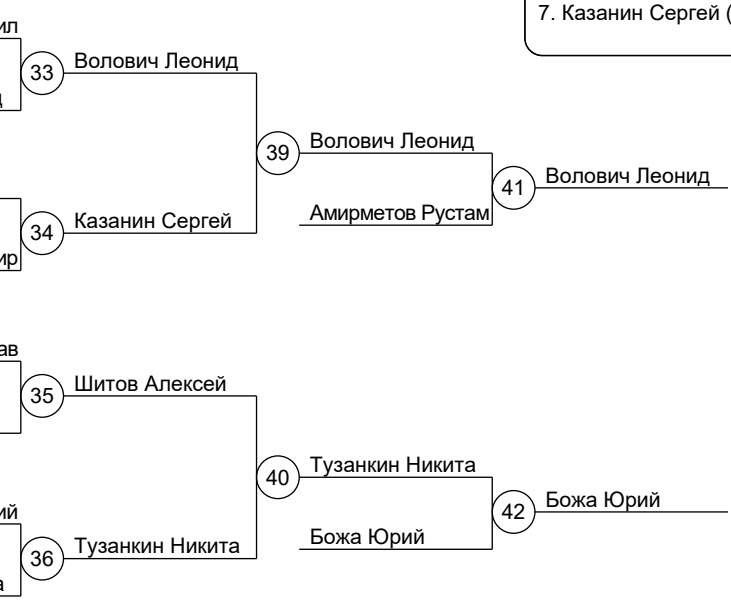 7. Казанин Сергей (
33 Волович Леонид
39 Волович Леонид
41 Волович Леонид
Амирметов Рустам
34 Казанин Сергей
35 Шитов Алексей
40 Тузанкин Никита
42 Божа Юрий
Божа Юрий
36 Тузанкин Никита